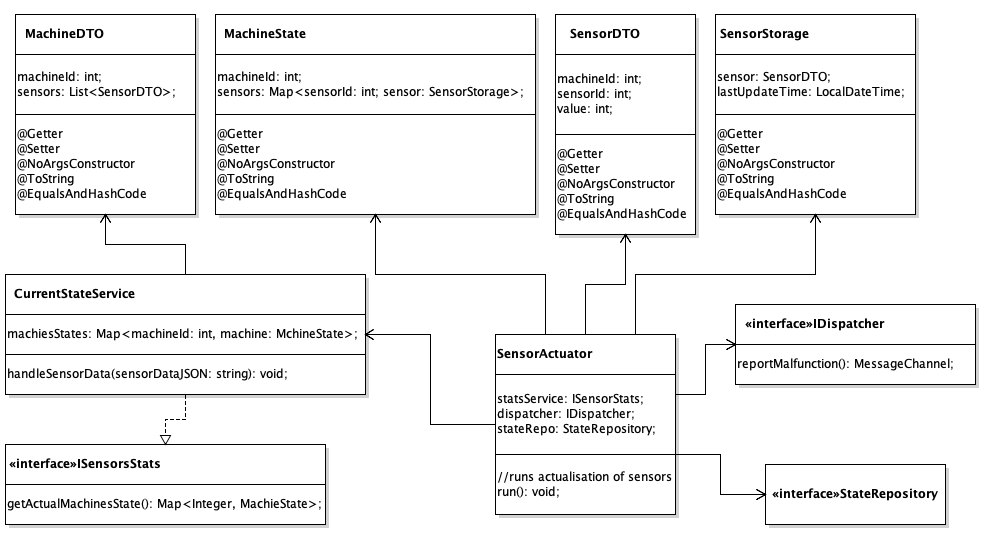 MachineDTO
machineId: int;
sensors: List<SensorDTO>;
@Getter
@Setter
@NoArgsConstructor
@ToString
@EqualsAndHashCode
MachineState
machineId: int;
sensors: Map<sensorId: int; sensor: SensorStorage>;
@Getter
@Setter
@NoArgsConstructor
@ToString
@EqualsAndHashCode
SensorDTO
machineId: int;
sensorId: int;
value: int;
@Getter
@Setter
@NoArgsConstructor
@ToString
@EqualsAndHashCode
SensorStorage
sensor: SensorDTO;
lastUpdateTime: LocalDateTime;
@Getter
@Setter
@NoArgsConstructor
@ToString
@EqualsAndHashCode
CurrentStateService
machiesStates: Map<machineId: int, machine: MchineState>;
handleSensorData(sensorDataJSON: string): void;
SensorActuator
statsService: ISensorStats;
dispatcher: IDispatcher;
stateRepo: StateRepository;
//runs actualisation of sensors
run(): void;
«interface»IDispatcher
reportMalfunction(): MessageChannel;
«interface»ISensorsStats
getActualMachinesState(): Map<Integer, MachieState>;
«interface»StateRepository